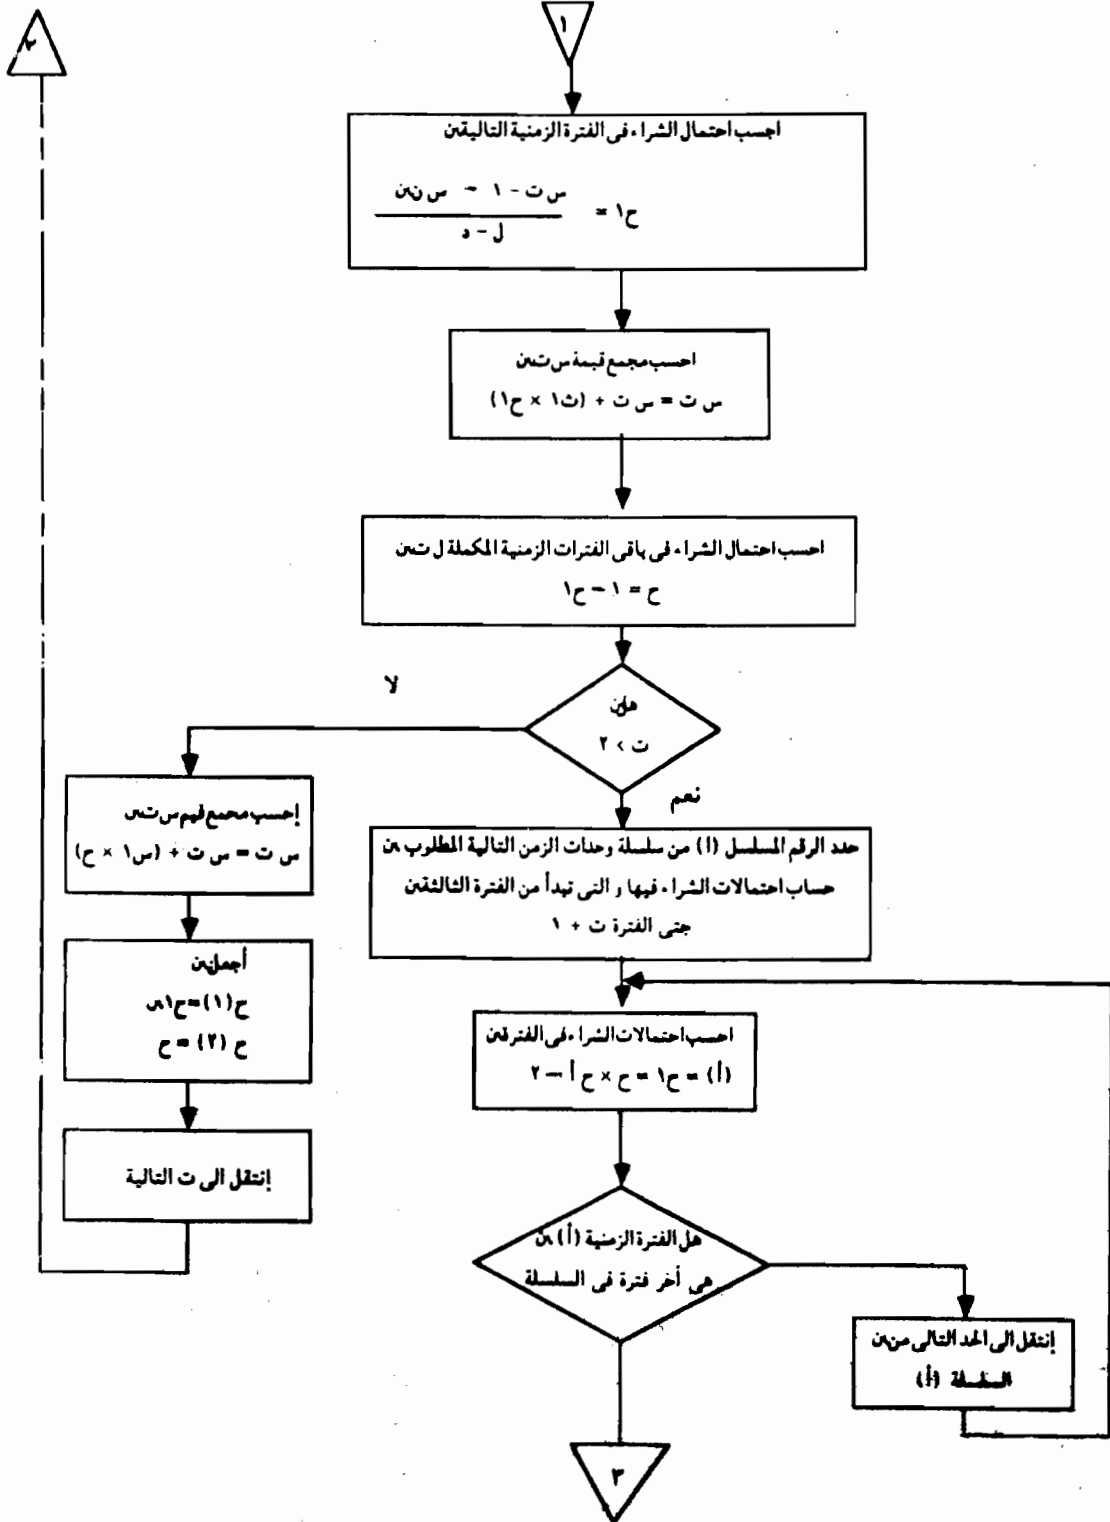 ١
٢
احسب احتمال الشراء فى الفترة الزمنية التالية
ح١ = س ت - ١ - س ن
ل - د
احسب مجمع قيمة س ت
س ت = س ت + (ث١ × ح١)
احسب احتمال الشراء فى باقى الفترات الزمنية المكملة ل ت
ح = ١ - ح١
هل
ت > ٢
لا
نعم
إحسب مجمع قيم س ت
س ت = س ت + (س١ × ح)
أجعل
ح(١)=ح١
ح (٢) = ح
إنتقل الى ت التالية
حدد الرقم المسلسل (أ) من سلسلة وحدات الزمن التالية المطلوب
حساب احتمالات الشراء فيها و التى تبدأ من الفترة الثالثة
حتى الفترة ت + ١
احسب احتمالات الشراء فى الفترة
(أ) = ح١ = ح × ح أ - ٢
هل الفترة الزمنية (أ)
هي أخر فترة فى السلسلة
إنتقل الى الحد التالى من
السلسلة (أ)
٣